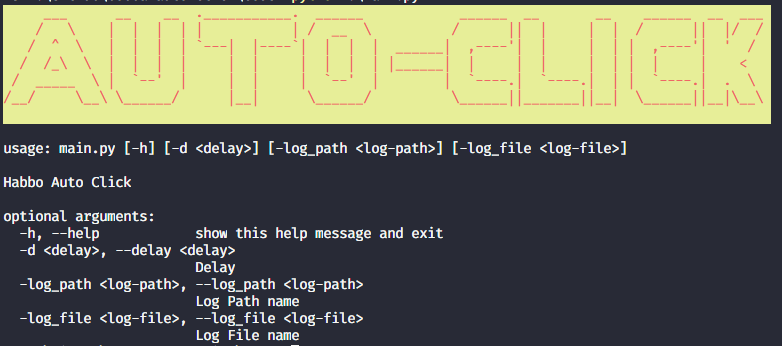 AUTO-CLICK
usage: main.py [-h] [-d <delay>] [-log_path <log-path>] [-log_file <log-file>]
Habbo Auto Click
optional arguments:
-h, --help show this help message and exit
-d <delay>, --delay <delay>
Delay
-log_path <log-path>, --log_path <log-path>
Log Path name
-log_file <log-file>, --log_file <log-file>
Log File name